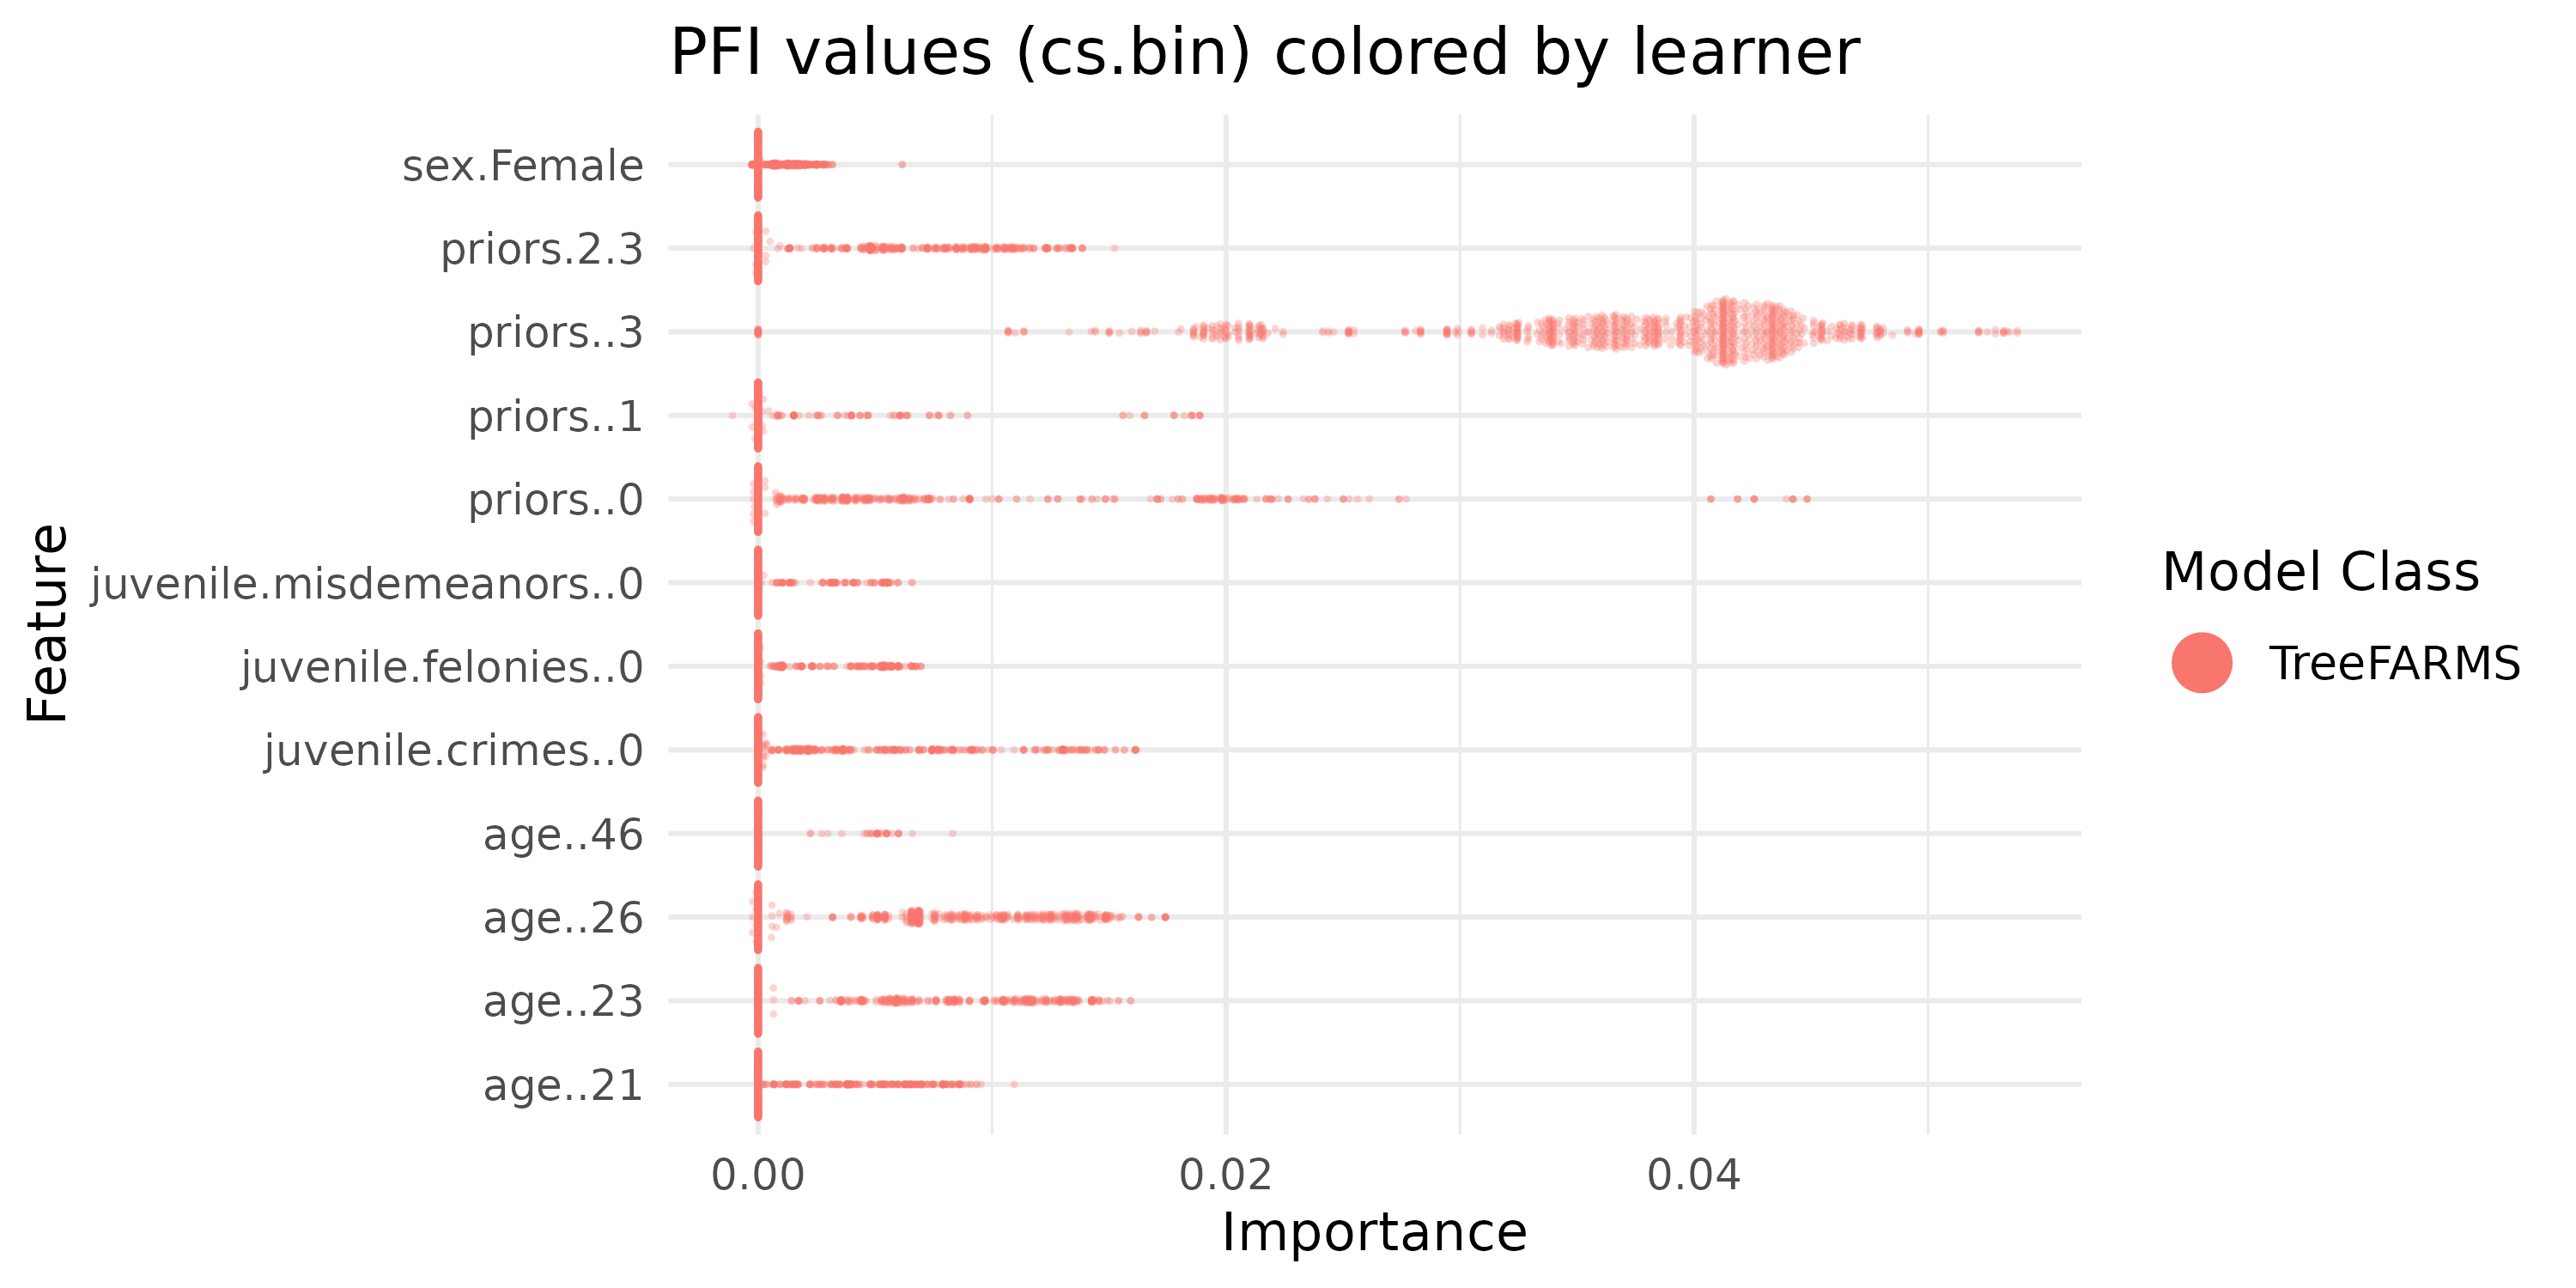 PFI values (cs.bin) colored by learner
sex.Female
priors.2.3
priors..3
priors..1
priors..0
juvenile.misdemeanors..0
juvenile.felonies..0
juvenile.crimes..0
age..46
age..26
age..23
age..21
Feature
0.00 0.02 0.04
Importance
Model Class
TreeFARMS